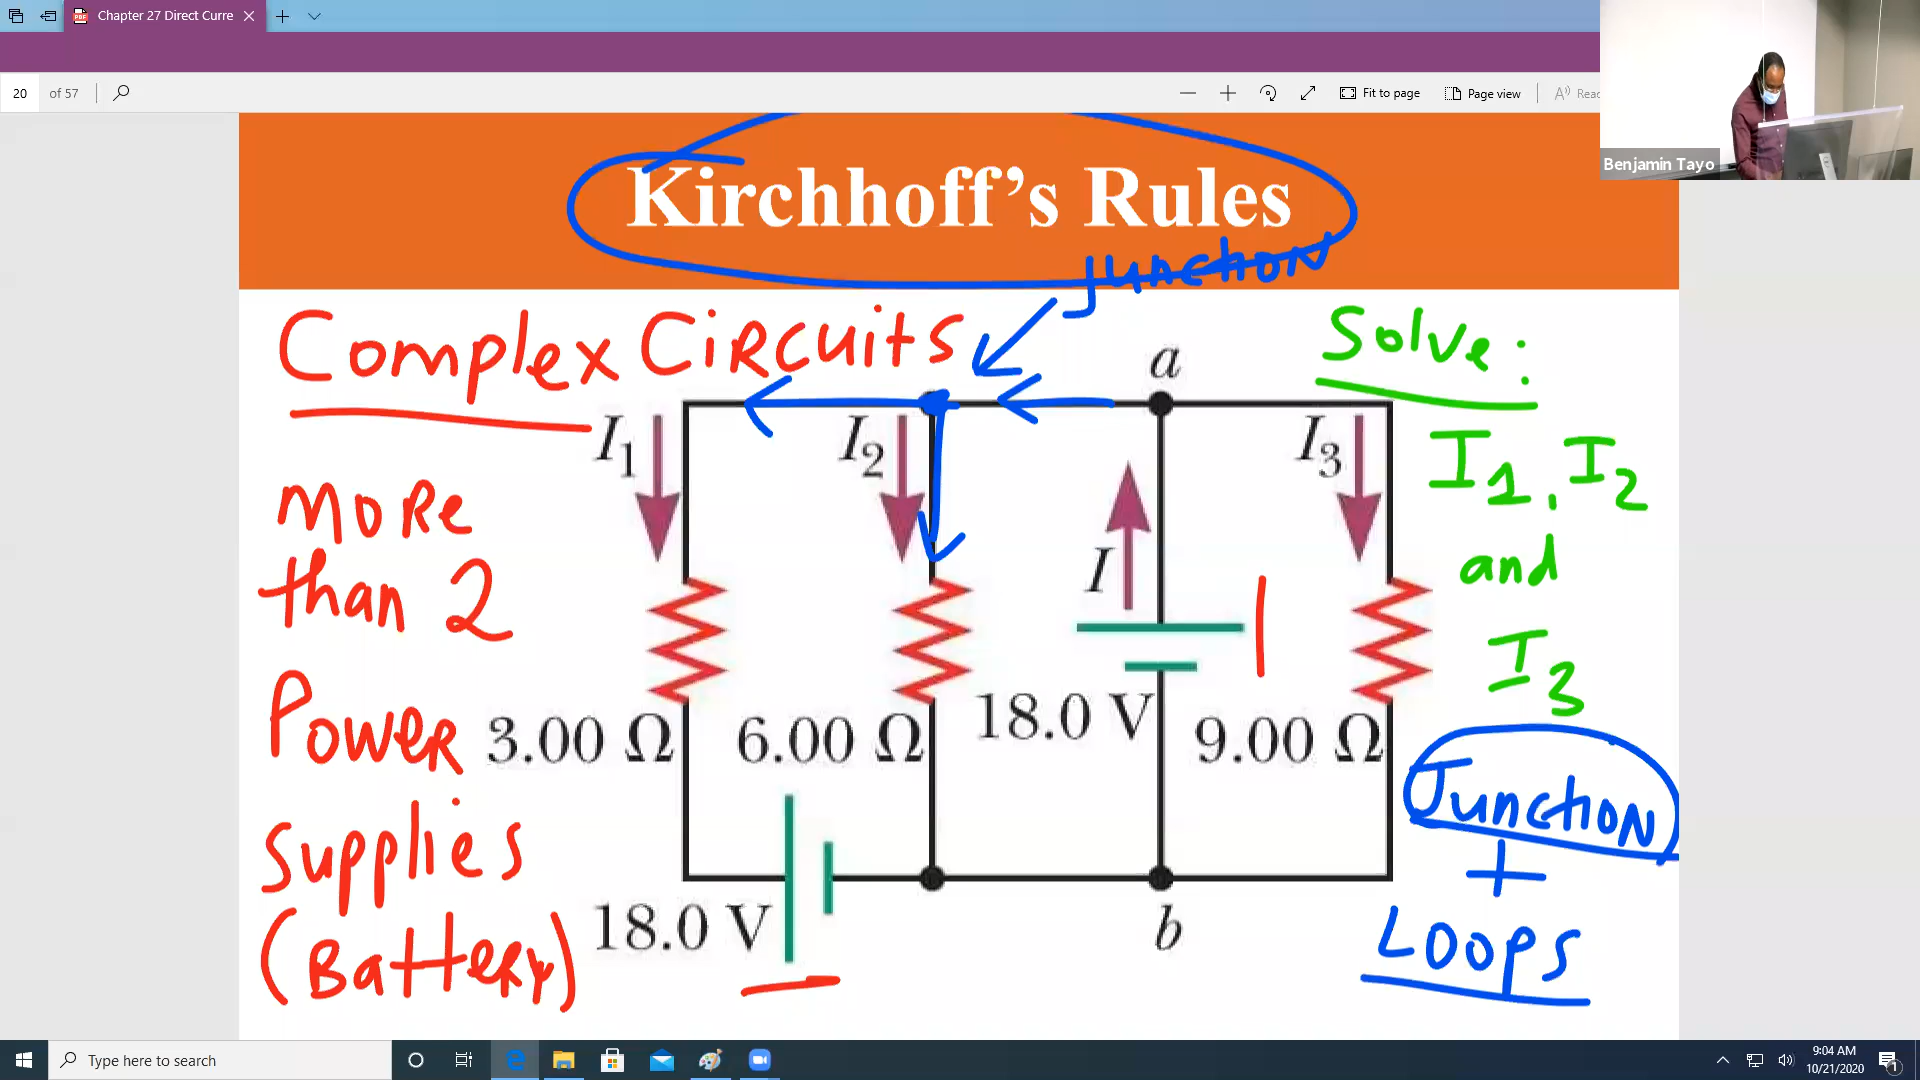 Chapter 27 Direct Curre
20 of 57
Fit to page
Page view
Reac
Benjamin Tayo
Kirchhoff's Rules
junction
Complex Circuits
Solve:
a
I1
I2
I3
I1, I2
More
than 2
and
I
I3
Power
3.00 Ω
6.00 Ω
18.0 V
9.00 Ω
Junction
+
Supplies
Loops
(Battery)
18.0 V
b
Type here to search
9:04 AM
10/21/2020
1